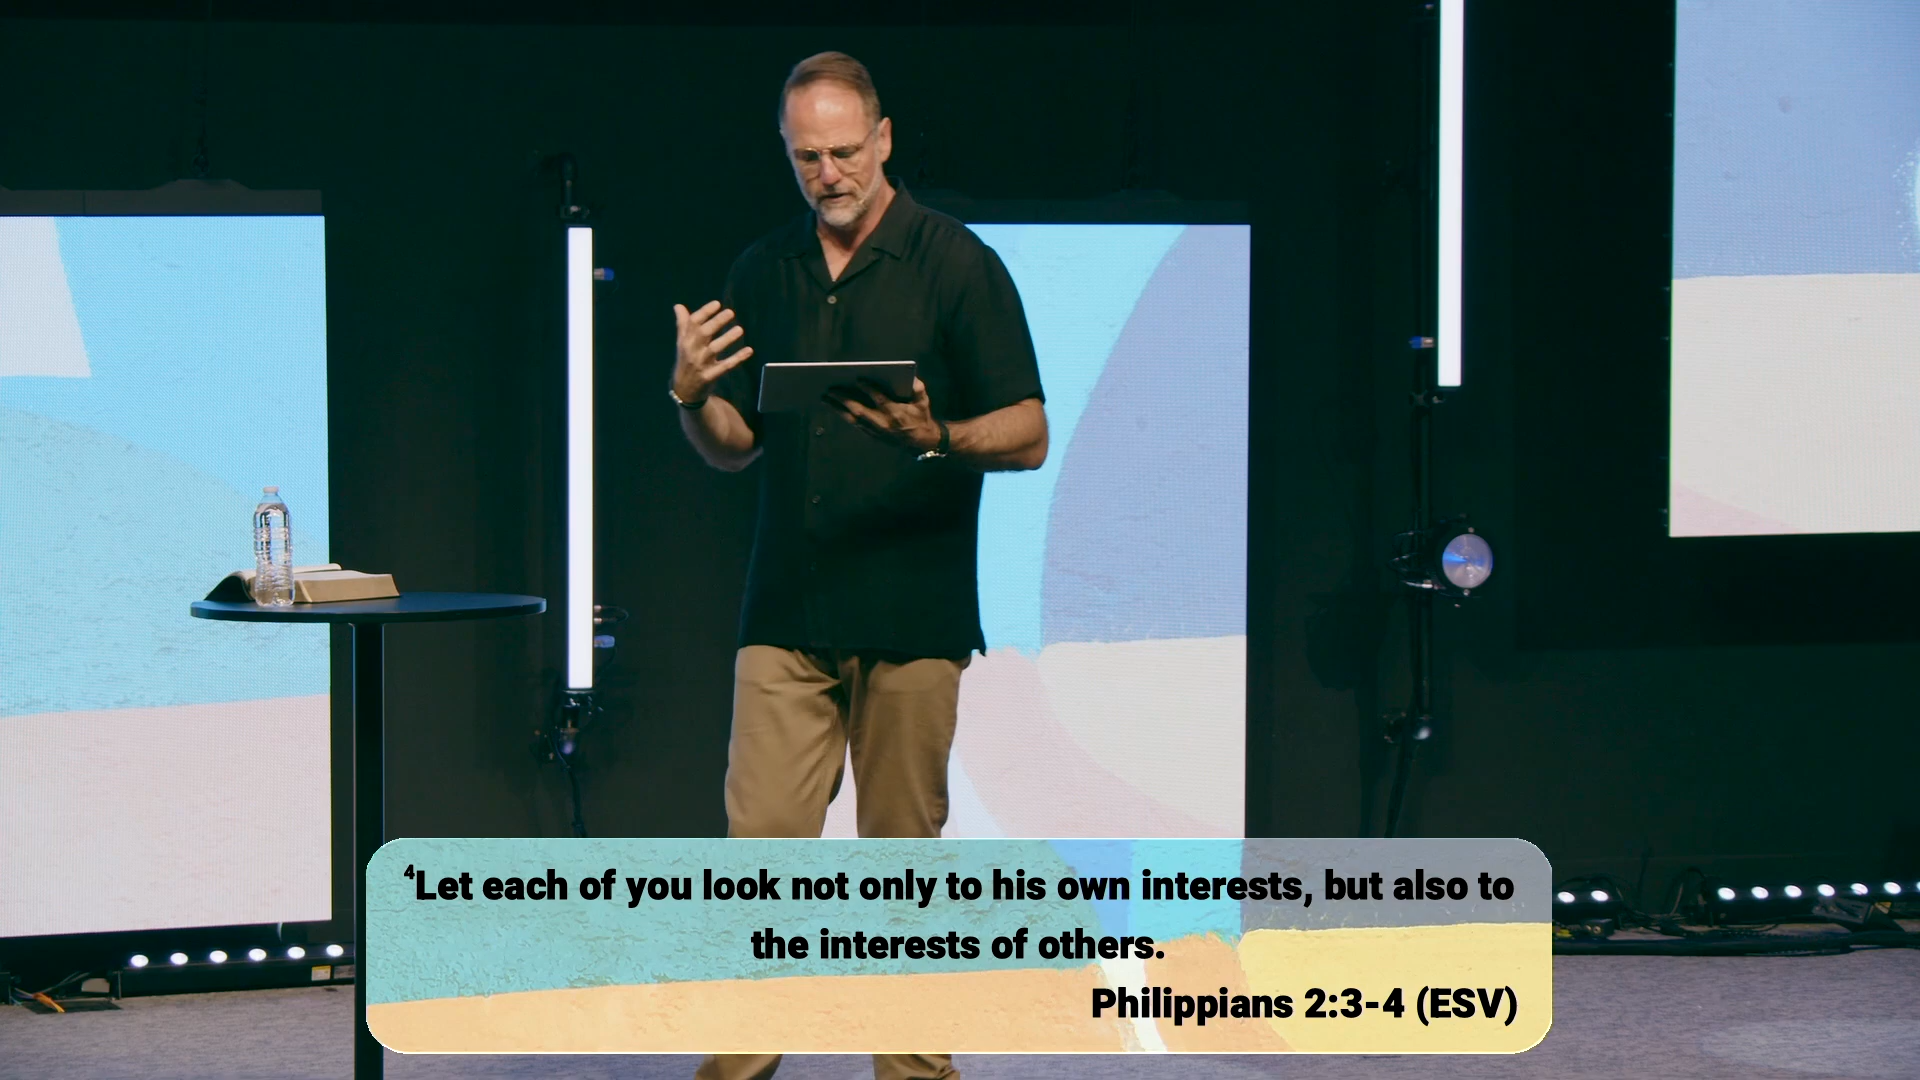 ⁴Let each of you look not only to his own interests, but also to
the interests of others.
Philippians 2:3-4 (ESV)